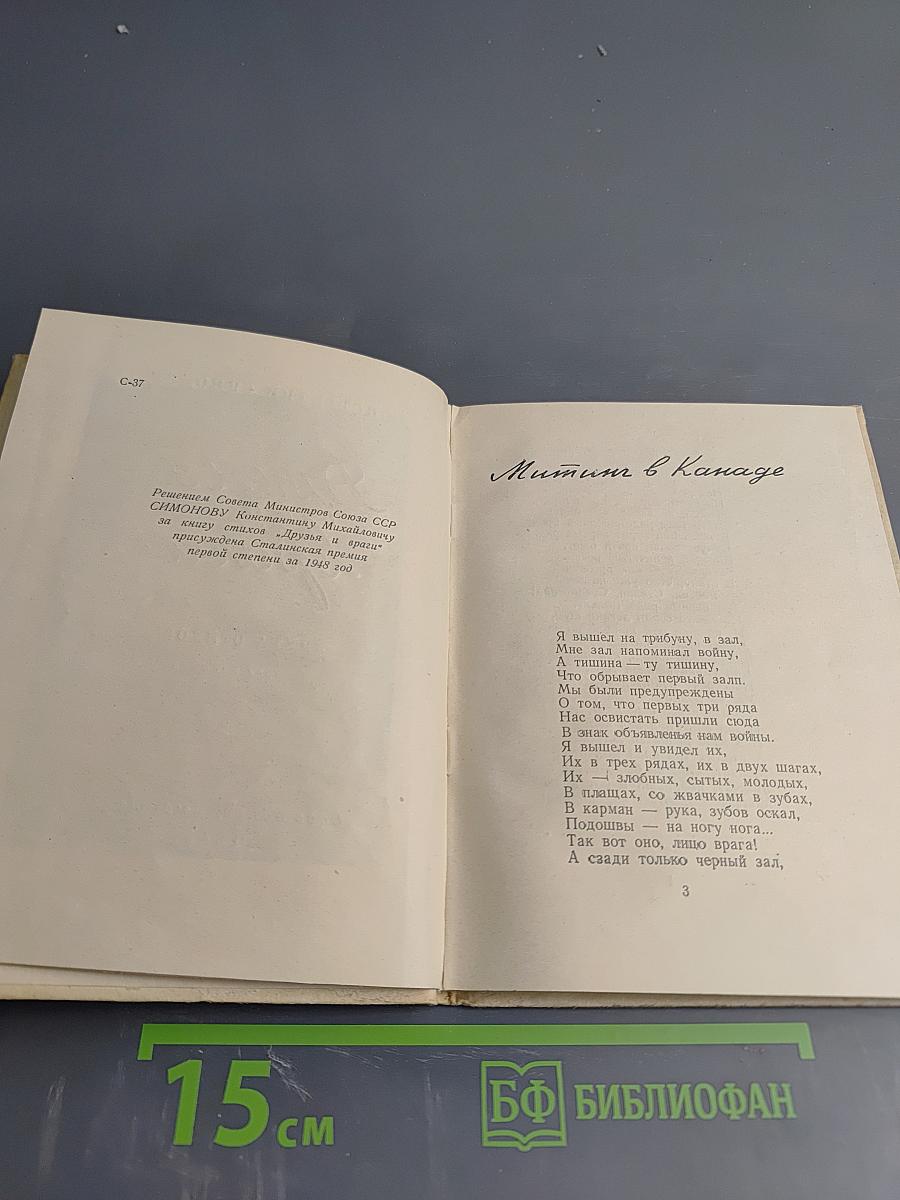 С-37
Решением Совета Министров Союза ССР
СИМОНОВУ Константину Михайловичу
за книгу стихов „Друзья и враги“
присуждена Сталинская премия
первой степени за 1948 год
Митинг в Канаде
Я вышел на трибуну, в зал,
Мне зал напоминал войну,
А тишина — ту тишину,
Что обрывает первый залп.
Мы были предупреждены
О том, что первых три ряда
Нас освистать пришли сюда
В знак объявленья нам войны.
Я вышел и увидел их,
Их в трех рядах, их в двух шагах,
Их — злобных, сытых, молодых,
В плащах, со жвачками в зубах,
В карман — рука, зубов оскал,
Подошвы — на ногу нога...
Так вот оно, лицо врага!
А сзади только черный зал,
3
15 см
БФ БИБЛИОФАН